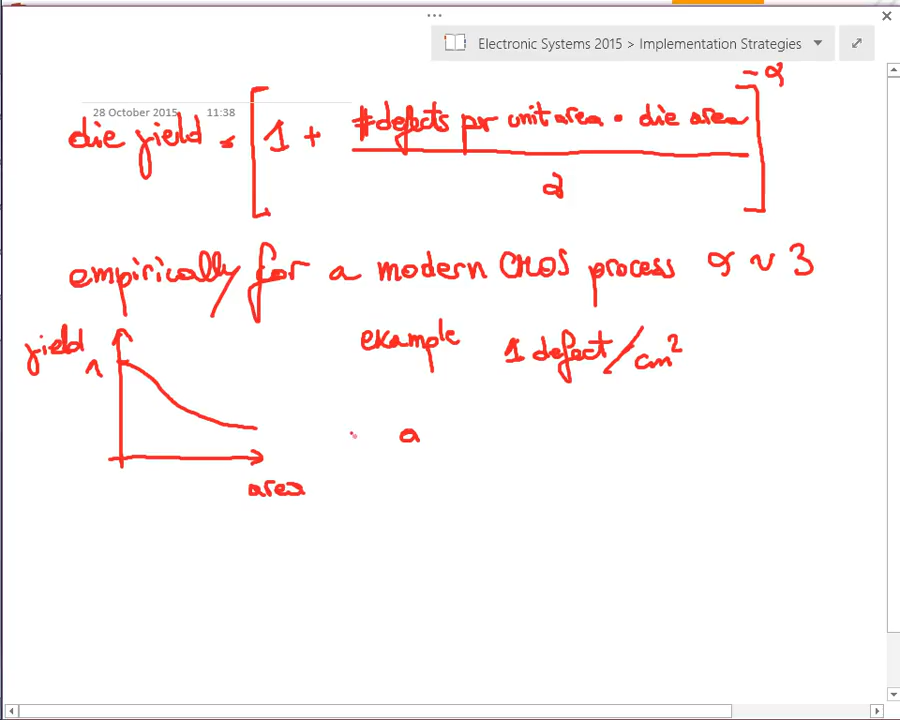 Electronic Systems 2015 > Implementation Strategies
28 October 2015 11:38
die yield = [1 + # defects per unit area • die area / α]^-α
empirically for a modern CMOS process α ~ 3
yield
1
example 1 defect/cm²
a
area